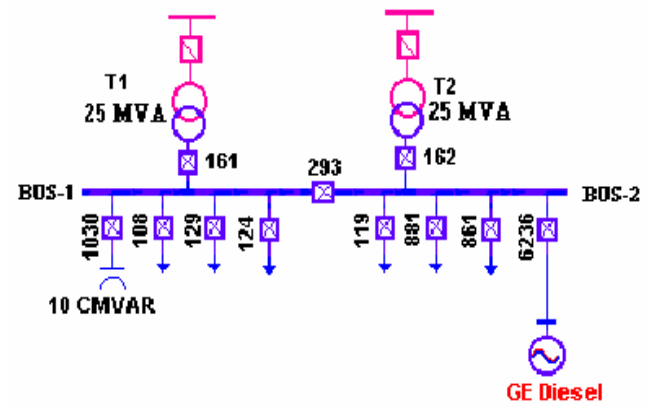 T1
25 MVA
T2
25 MVA
161
293
162
BUS-1
BUS-2
1030
108
129
124
119
881
861
6236
10 CMVAR
GE Diesel